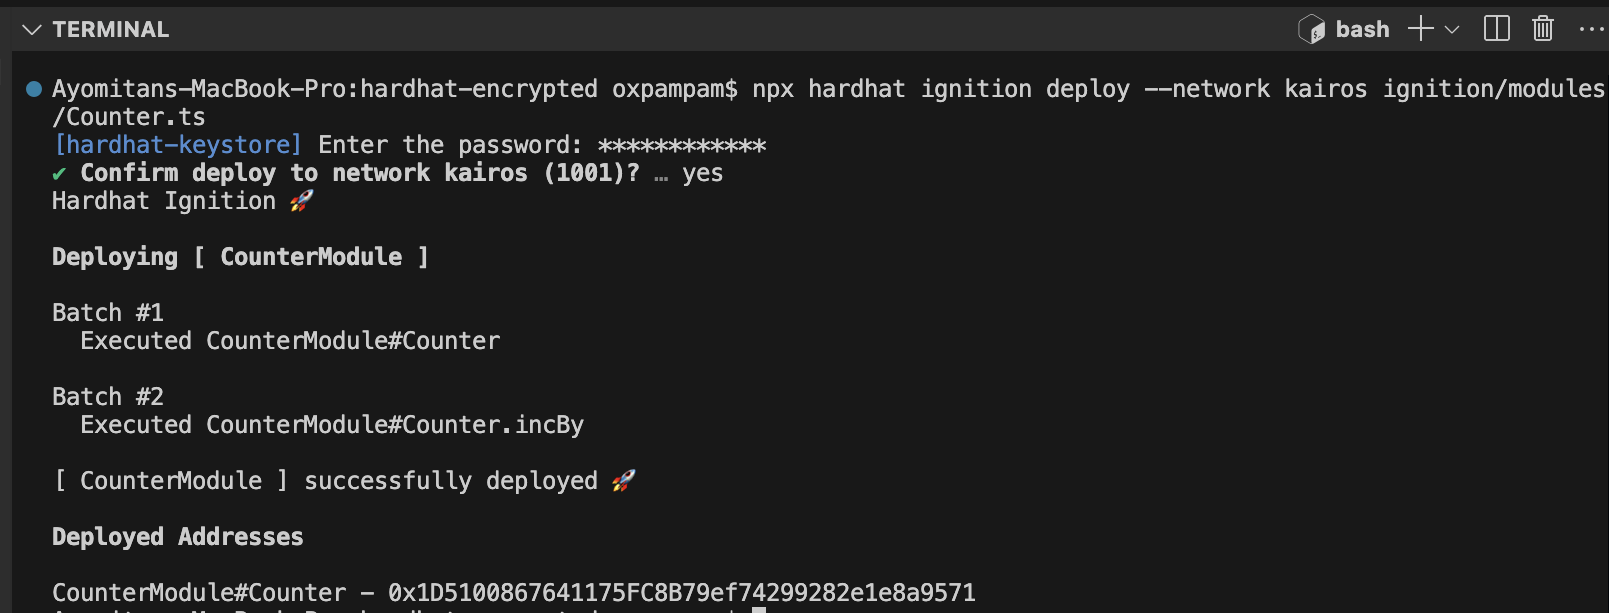 TERMINAL
bash
Ayomitans-MacBook-Pro:hardhat-encrypted oxpampam$ npx hardhat ignition deploy --network kairos ignition/modules
/Counter.ts
[hardhat-keystore] Enter the password: ************
✔ Confirm deploy to network kairos (1001)? … yes
Hardhat Ignition 🚀
Deploying [ CounterModule ]
Batch #1
Executed CounterModule#Counter
Batch #2
Executed CounterModule#Counter.incBy
[ CounterModule ] successfully deployed 🚀
Deployed Addresses
CounterModule#Counter - 0x1D5100867641175FC8B79ef74299282e1e8a9571